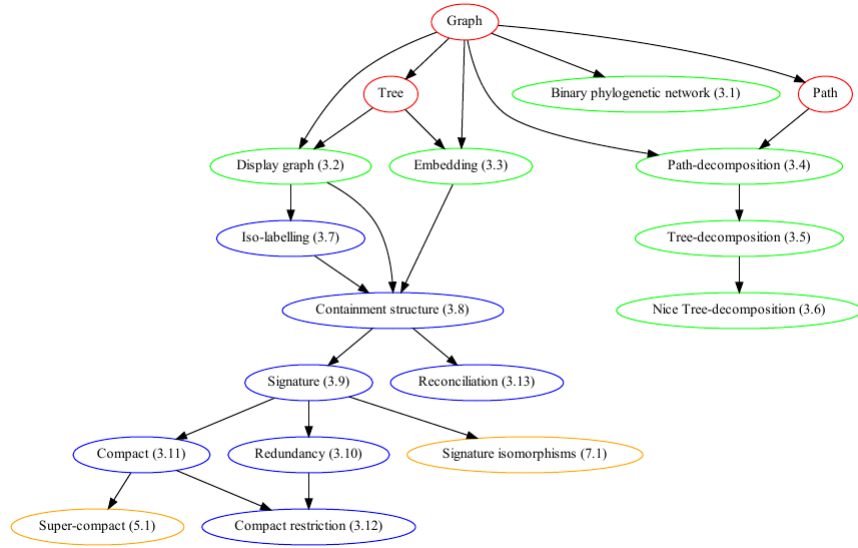 Graph
Tree
Binary phylogenetic network (3.1)
Path
Display graph (3.2)
Embedding (3.3)
Path-decomposition (3.4)
Iso-labelling (3.7)
Tree-decomposition (3.5)
Containment structure (3.8)
Nice Tree-decomposition (3.6)
Signature (3.9)
Reconciliation (3.13)
Compact (3.11)
Redundancy (3.10)
Signature isomorphisms (7.1)
Super-compact (5.1)
Compact restriction (3.12)